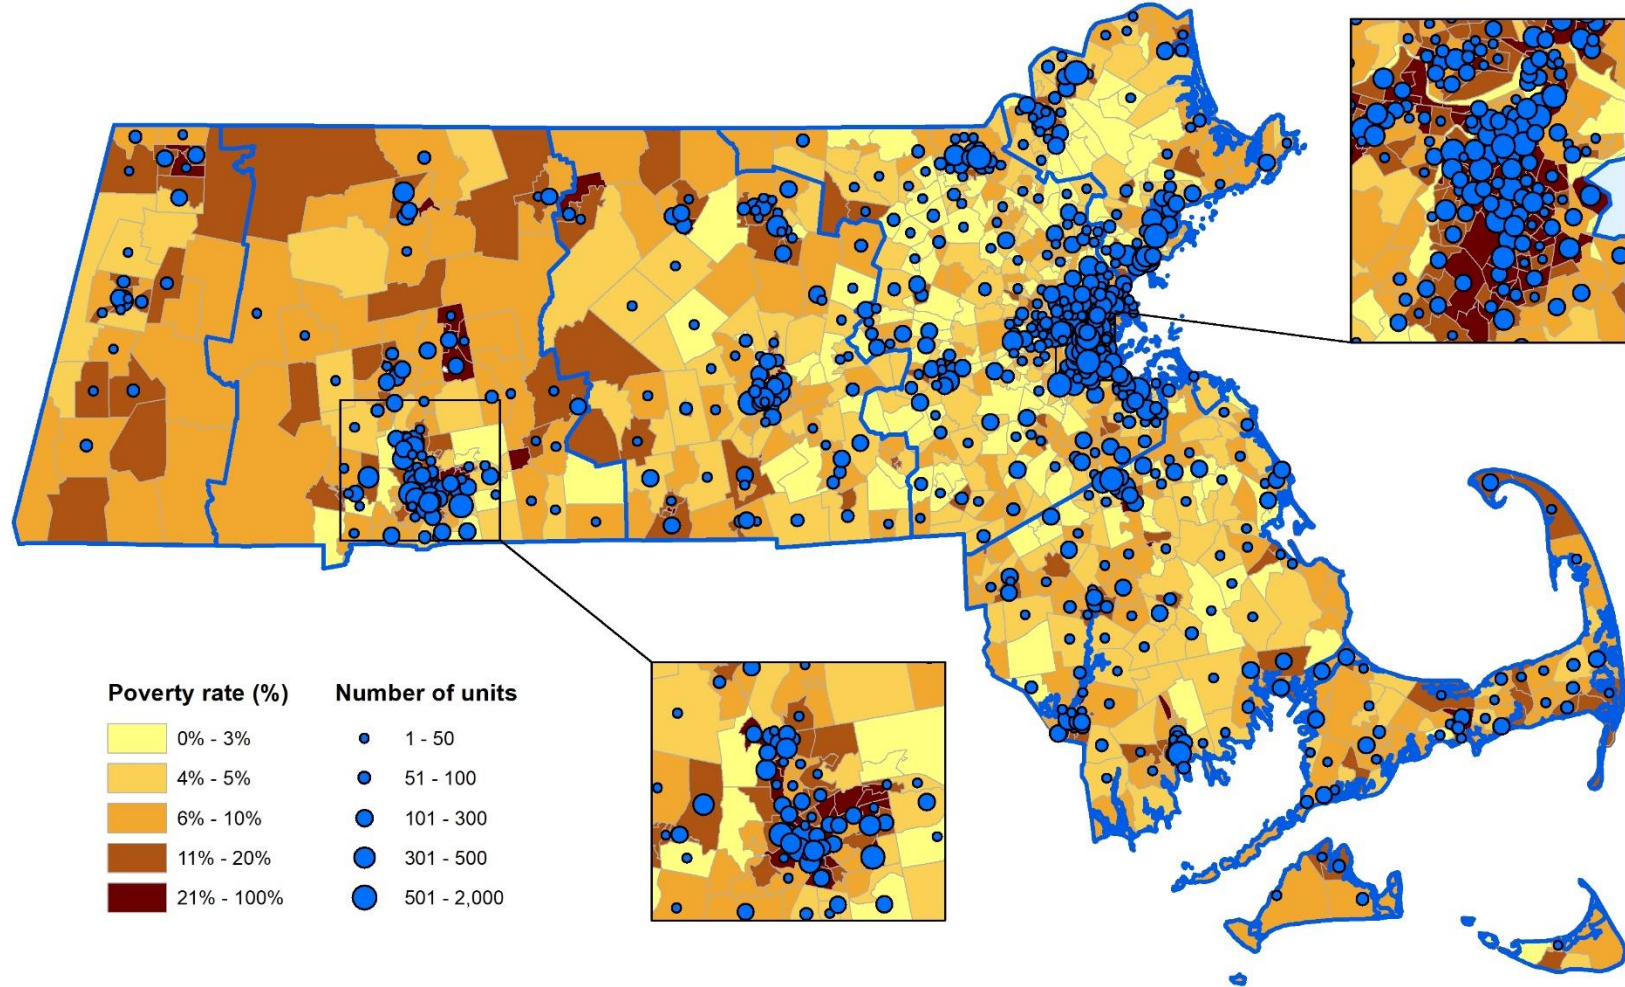 Poverty rate (%)
0% - 3%
4% - 5%
6% - 10%
11% - 20%
21% - 100%
Number of units
1 - 50
51 - 100
101 - 300
301 - 500
501 - 2,000